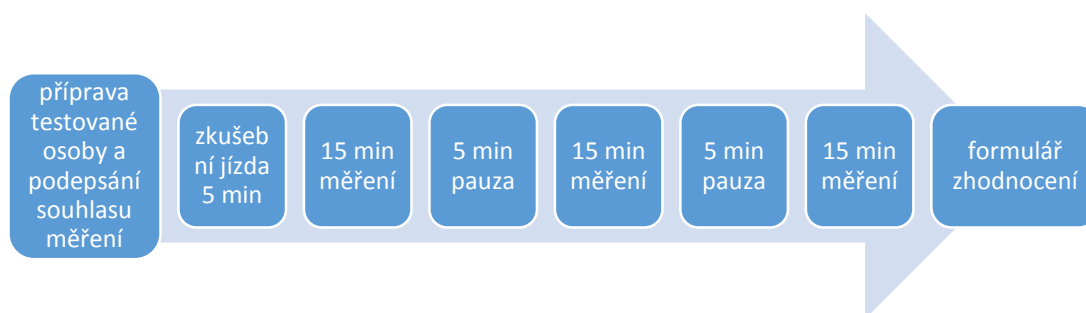 příprava
testované
osoby a
podepsání
souhlasu
měření
zkušeb
ní jízda
5 min
15 min
měření
5 min
pauza
15 min
měření
5 min
pauza
15 min
měření
formulář
zhodnocení